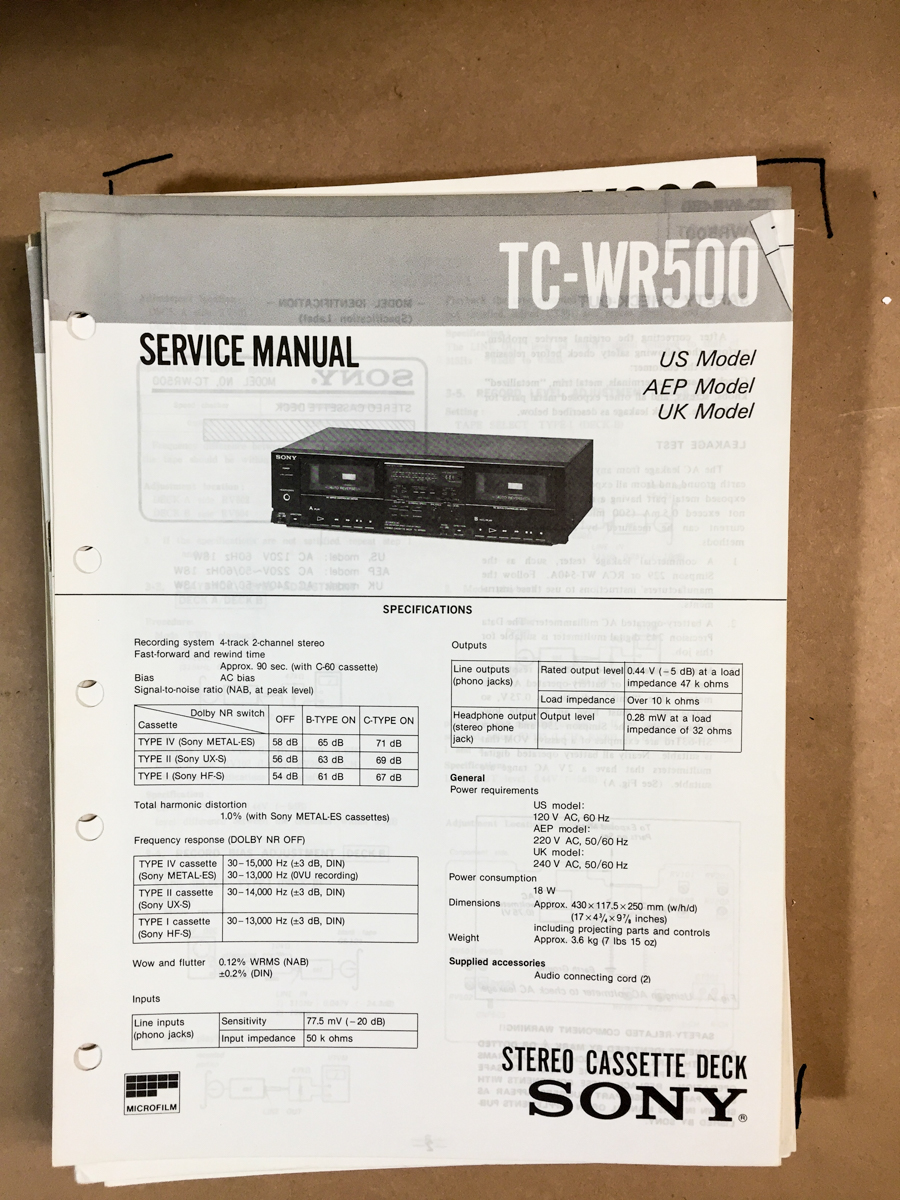 TC-WR500
SERVICE MANUAL
US Model
AEP Model
UK Model
SONY
SPECIFICATIONS
Recording system 4-track 2-channel stereo
Fast-forward and rewind time
Approx. 90 sec. (with C-60 cassette)
Bias AC bias
Signal-to-noise ratio (NAB, at peak level)
Dolby NR switch
Cassette
OFF B-TYPE ON C-TYPE ON
TYPE IV (Sony METAL-ES) 58 dB 65 dB 71 dB
TYPE II (Sony UX-S) 56 dB 63 dB 69 dB
TYPE I (Sony HF-S) 54 dB 61 dB 67 dB
Total harmonic distortion
1.0% (with Sony METAL-ES cassettes)
Frequency response (DOLBY NR OFF)
TYPE IV cassette 30–15,000 Hz (±3 dB, DIN)
(Sony METAL-ES) 30–13,000 Hz (0VU recording)
TYPE II cassette 30–14,000 Hz (±3 dB, DIN)
(Sony UX-S)
TYPE I cassette 30–13,000 Hz (±3 dB, DIN)
(Sony HF-S)
Wow and flutter 0.12% WRMS (NAB)
±0.2% (DIN)
Inputs
Line inputs Sensitivity 77.5 mV (−20 dB)
(phono jacks) Input impedance 50 k ohms
Outputs
Line outputs Rated output level 0.44 V (−5 dB) at a load
(phono jacks) impedance 47 k ohms
Load impedance Over 10 k ohms
Headphone output Output level 0.28 mW at a load
(stereo phone impedance of 32 ohms
jack)
General
Power requirements
US model:
120 V AC, 60 Hz
AEP model:
220 V AC, 50/60 Hz
UK model:
240 V AC, 50/60 Hz
Power consumption
18 W
Dimensions Approx. 430×117.5×250 mm (w/h/d)
(17×4¾×9⅞ inches)
including projecting parts and controls
Weight Approx. 3.6 kg (7 lbs 15 oz)
Supplied accessories
Audio connecting cord (2)
MICROFILM
STEREO CASSETTE DECK
SONY®